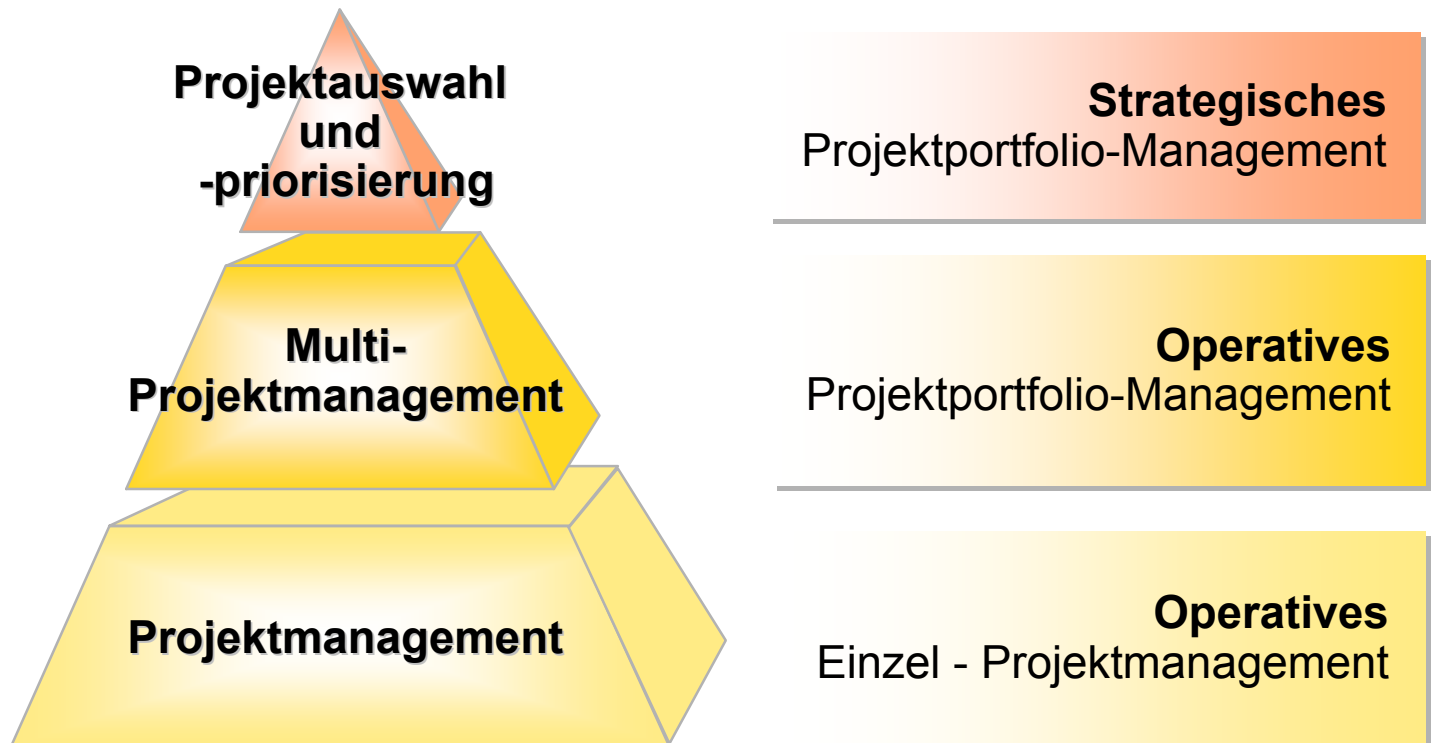 Projektauswahl
und
-priorisierung
Strategisches
Projektportfolio-Management
Multi-
Projektmanagement
Operatives
Projektportfolio-Management
Projektmanagement
Operatives
Einzel - Projektmanagement